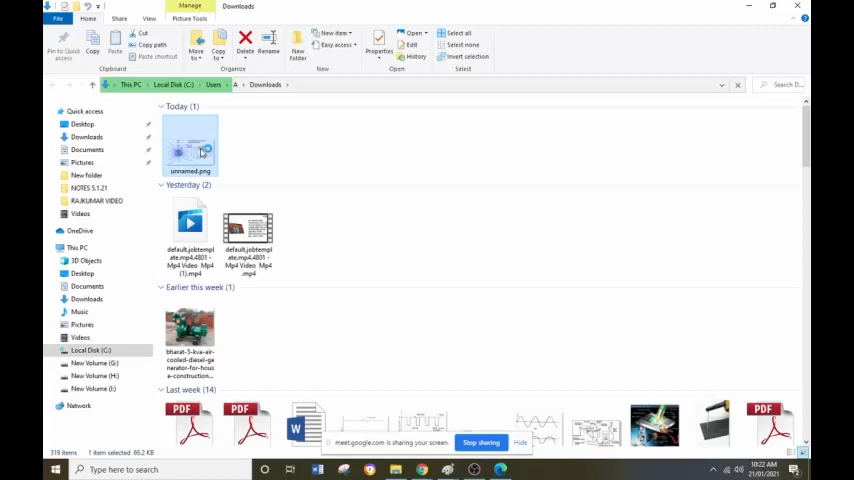 Manage
Downloads
File
Home
Share
View
Picture Tools
Pin to Quick access
Copy
Paste
Cut
Copy path
Paste shortcut
Clipboard
Move to
Copy to
Delete
Rename
Organize
New folder
New item
Easy access
New
Properties
Open
Edit
History
Open
Select all
Select none
Invert selection
Select
This PC
Local Disk (C:)
Users
A
Downloads
Search D...
Quick access
Desktop
Downloads
Documents
Pictures
New folder
NOTES 5.1.21
RAJKUMAR VIDEO
Videos
OneDrive
This PC
3D Objects
Desktop
Documents
Downloads
Music
Pictures
Videos
Local Disk (C:)
New Volume (G:)
New Volume (H:)
New Volume (I:)
Network
Today (1)
unnamed.png
Yesterday (2)
default.jobtempl
ate.mp4.4801 -
Mp4 Video Mp4
(1).mp4
default.jobtempl
ate.mp4.4801 -
Mp4 Video Mp4
.mp4
Earlier this week (1)
bharat-5-kva-air-
cooled-diesel-ge
nerator-for-hous
e-construction...
Last week (14)
PDF
PDF
W
PDF
meet.google.com is sharing your screen.
Stop sharing
Hide
319 items
1 item selected 65.2 KB
Type here to search
10:22 AM
21/01/2021